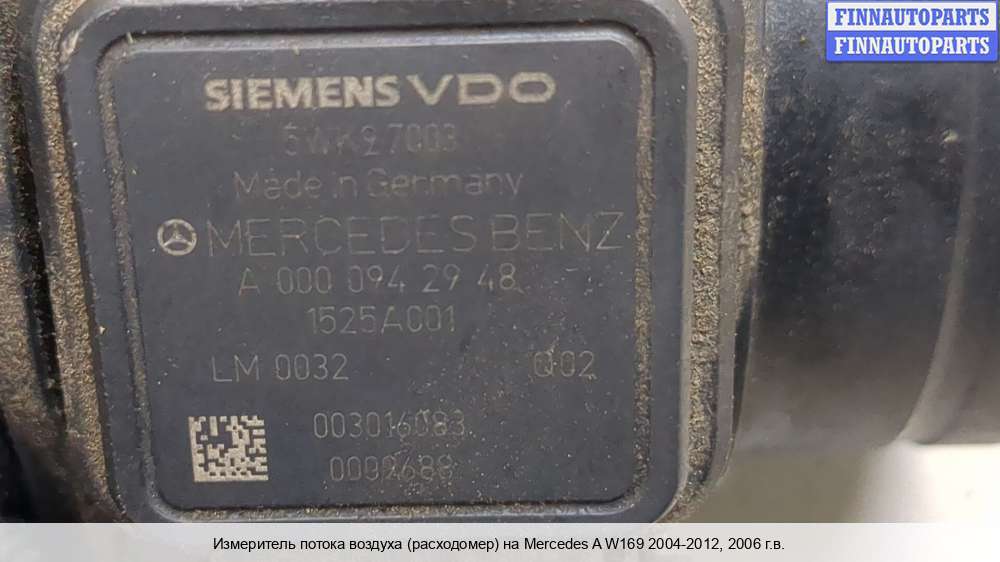 FINNAUTOPARTS
FINNAUTOPARTS
SIEMENS VDO
5WK97003
Made in Germany
MERCEDES BENZ
A 000 094 29 48
1525A001
LM 0032 Q02
003016083
0009688
Измеритель потока воздуха (расходомер) на Mercedes A W169 2004-2012, 2006 г.в.